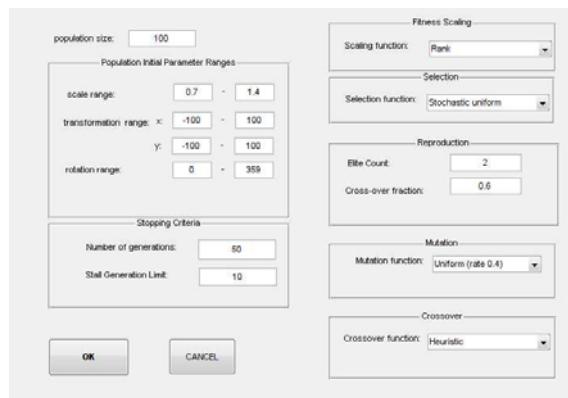 population size: 100
Population Initial Parameter Ranges
scale range: 0.7 - 1.4
transformation range: x: -100 - 100
y: -100 - 100
rotation range: 0 - 359
Stopping Criteria
Number of generations: 50
Stall Generation Limit: 10
OK
CANCEL
Fitness Scaling
Scaling function: Rank
Selection
Selection function: Stochastic uniform
Reproduction
Elite Count: 2
Cross-over fraction: 0.6
Mutation
Mutation function: Uniform (rate 0.4)
Crossover
Crossover function: Heuristic